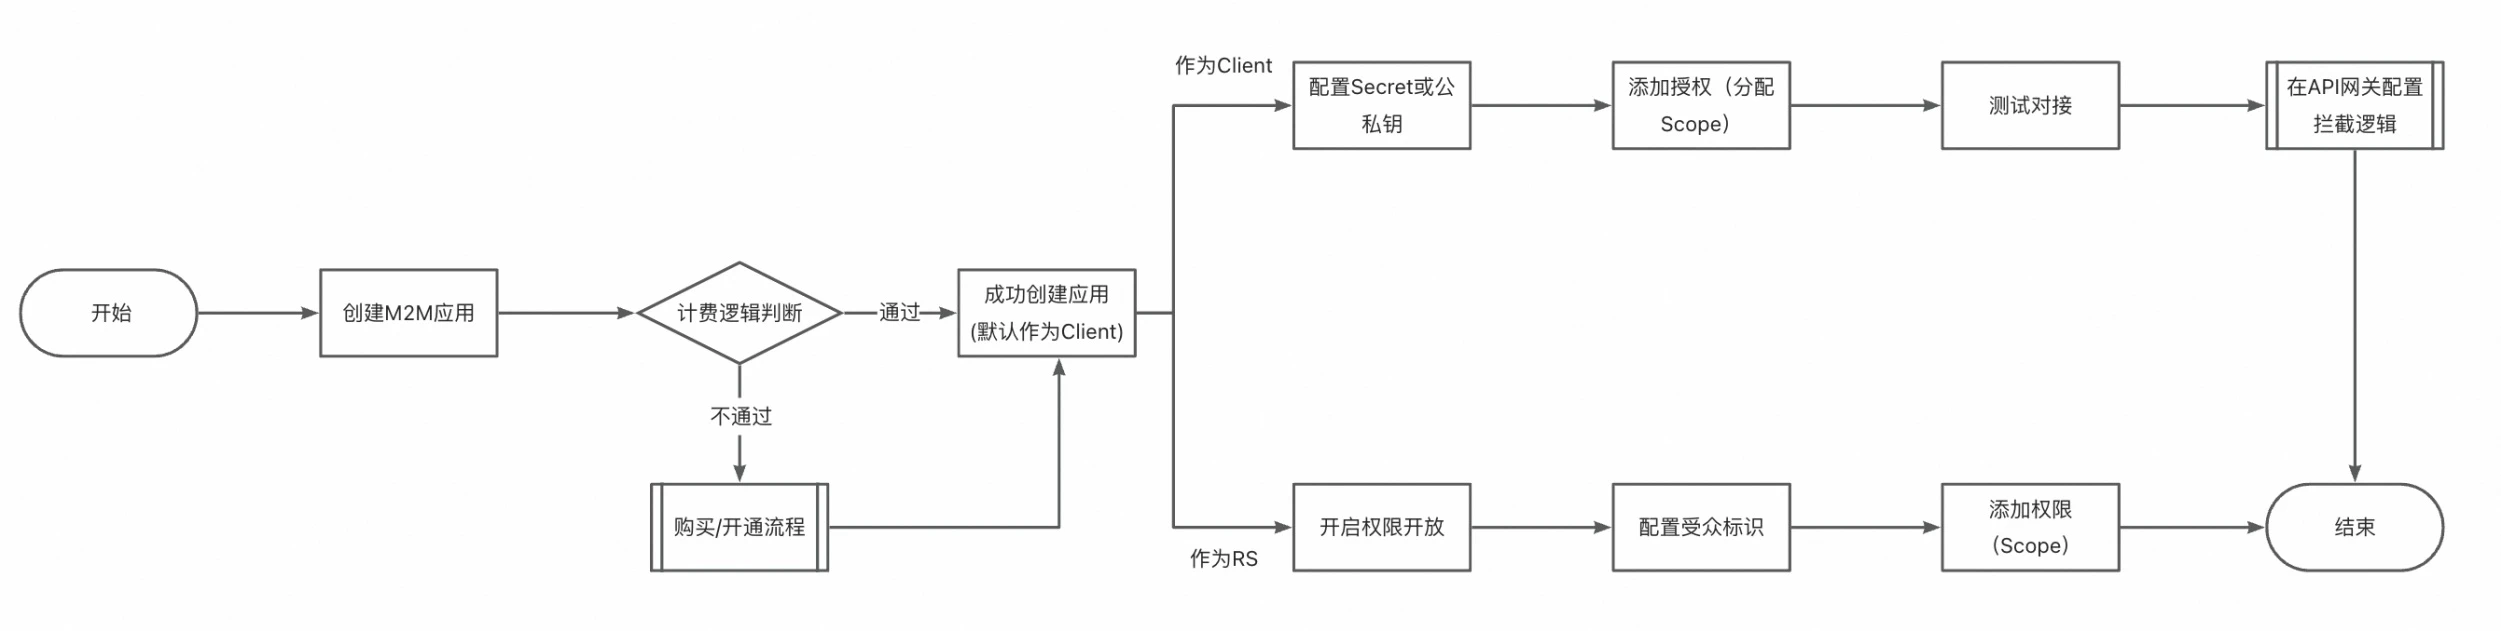 作为Client
配置Secret或公
私钥
添加授权（分配
Scope）
测试对接
在API网关配置
拦截逻辑
开始
创建M2M应用
计费逻辑判断
通过
成功创建应用
(默认作为Client)
不通过
购买/开通流程
开启权限开放
配置受众标识
添加权限
（Scope）
结束
作为RS